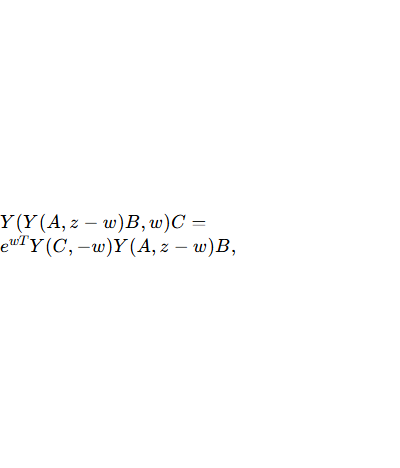 Y(Y(A, z − w)B, w)C =
e^{wT}Y(C, −w)Y(A, z − w)B,